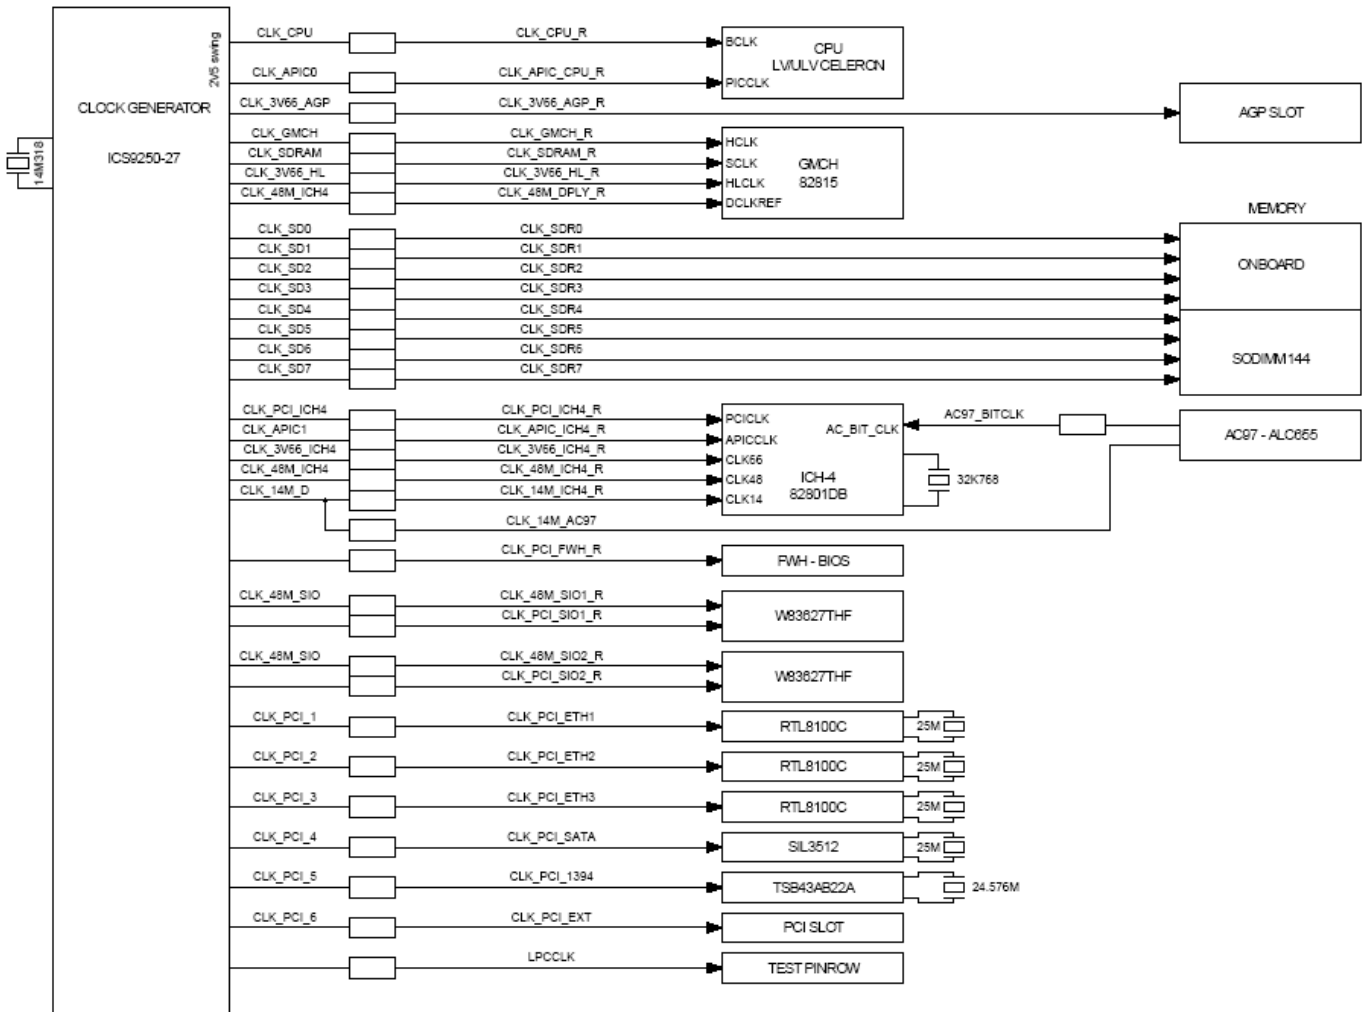 2V5 swing
CLOCK GENERATOR
ICS9250-27
14M318
CLK_CPU CLK_CPU_R BCLK
CPU
LV/ULV CELERON
CLK_APIC0 CLK_APIC_CPU_R PICCLK
CLK_3V66_AGP CLK_3V66_AGP_R AGP SLOT
CLK_GMCH CLK_GMCH_R HCLK
CLK_SDRAM CLK_SDRAM_R SCLK
CLK_3V66_HL CLK_3V66_HL_R HLCLK
CLK_48M_ICH4 CLK_48M_DPLY_R DCLKREF
GMCH
82815
MEMORY
CLK_SD0 CLK_SDR0
CLK_SD1 CLK_SDR1
CLK_SD2 CLK_SDR2
CLK_SD3 CLK_SDR3
ONBOARD
CLK_SD4 CLK_SDR4
CLK_SD5 CLK_SDR5
CLK_SD6 CLK_SDR6
CLK_SD7 CLK_SDR7
SODIMM144
CLK_PCI_ICH4 CLK_PCI_ICH4_R PCICLK
CLK_APIC1 CLK_APIC_ICH4_R APICCLK
CLK_3V66_ICH4 CLK_3V66_ICH4_R CLK66
CLK_48M_ICH4 CLK_48M_ICH4_R CLK48
CLK_14M_D CLK_14M_ICH4_R CLK14
AC_BIT_CLK
ICH-4
82801DB
AC97_BITCLK
AC97 - ALC655
32K768
CLK_14M_AC97
CLK_PCI_FWH_R FWH - BIOS
CLK_48M_SIO CLK_48M_SIO1_R
CLK_PCI_SIO1_R
W83627THF
CLK_48M_SIO CLK_48M_SIO2_R
CLK_PCI_SIO2_R
W83627THF
CLK_PCI_1 CLK_PCI_ETH1 RTL8100C 25M
CLK_PCI_2 CLK_PCI_ETH2 RTL8100C 25M
CLK_PCI_3 CLK_PCI_ETH3 RTL8100C 25M
CLK_PCI_4 CLK_PCI_SATA SIL3512 25M
CLK_PCI_5 CLK_PCI_1394 TSB43AB22A 24.576M
CLK_PCI_6 CLK_PCI_EXT PCI SLOT
LPCCLK TEST PINROW